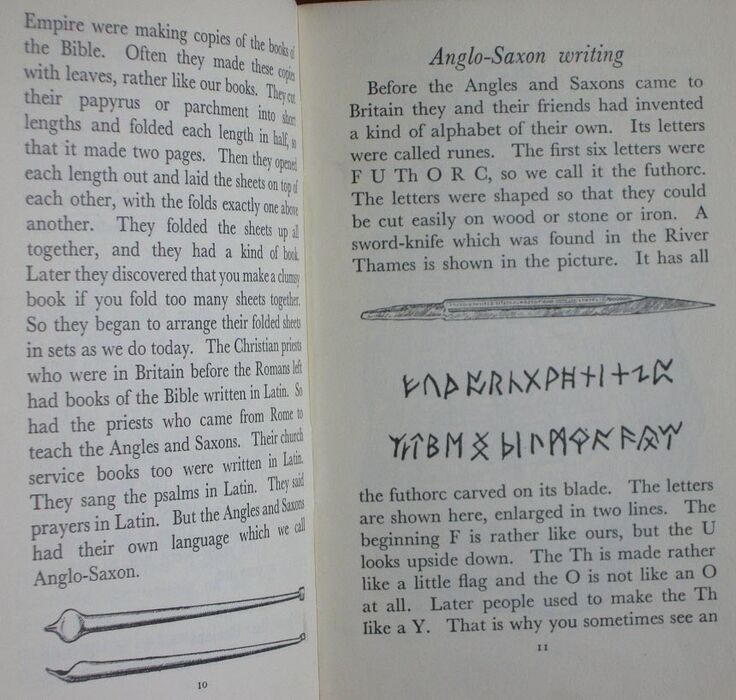 Empire were making copies of the books of
the Bible. Often they made these copies
with leaves, rather like our books. They cut
their papyrus or parchment into short
lengths and folded each length in half, so
that it made two pages. Then they opened
each length out and laid the sheets on top of
each other, with the folds exactly one above
another. They folded the sheets up all
together, and they had a kind of book.
Later they discovered that you make a clumsy
book if you fold too many sheets together.
So they began to arrange their folded sheets
in sets as we do today. The Christian priests
who were in Britain before the Romans left
had books of the Bible written in Latin. So
had the priests who came from Rome to
teach the Angles and Saxons. Their church
service books too were written in Latin.
They sang the psalms in Latin. They said
prayers in Latin. But the Angles and Saxons
had their own language which we call
Anglo-Saxon.
10
Anglo-Saxon writing
Before the Angles and Saxons came to
Britain they and their friends had invented
a kind of alphabet of their own. Its letters
were called runes. The first six letters were
F U Th O R C, so we call it the futhorc.
The letters were shaped so that they could
be cut easily on wood or stone or iron. A
sword-knife which was found in the River
Thames is shown in the picture. It has all
ᚠᚢᚦᚩᚱᚳᚷᚹᚻᚾᛁᛄᛇᛈ
ᛉᛋᛏᛒᛖᛝᛞᛚᛗᛟᚪᚫᚣᛠ
the futhorc carved on its blade. The letters
are shown here, enlarged in two lines. The
beginning F is rather like ours, but the U
looks upside down. The Th is made rather
like a little flag and the O is not like an O
at all. Later people used to make the Th
like a Y. That is why you sometimes see an
11